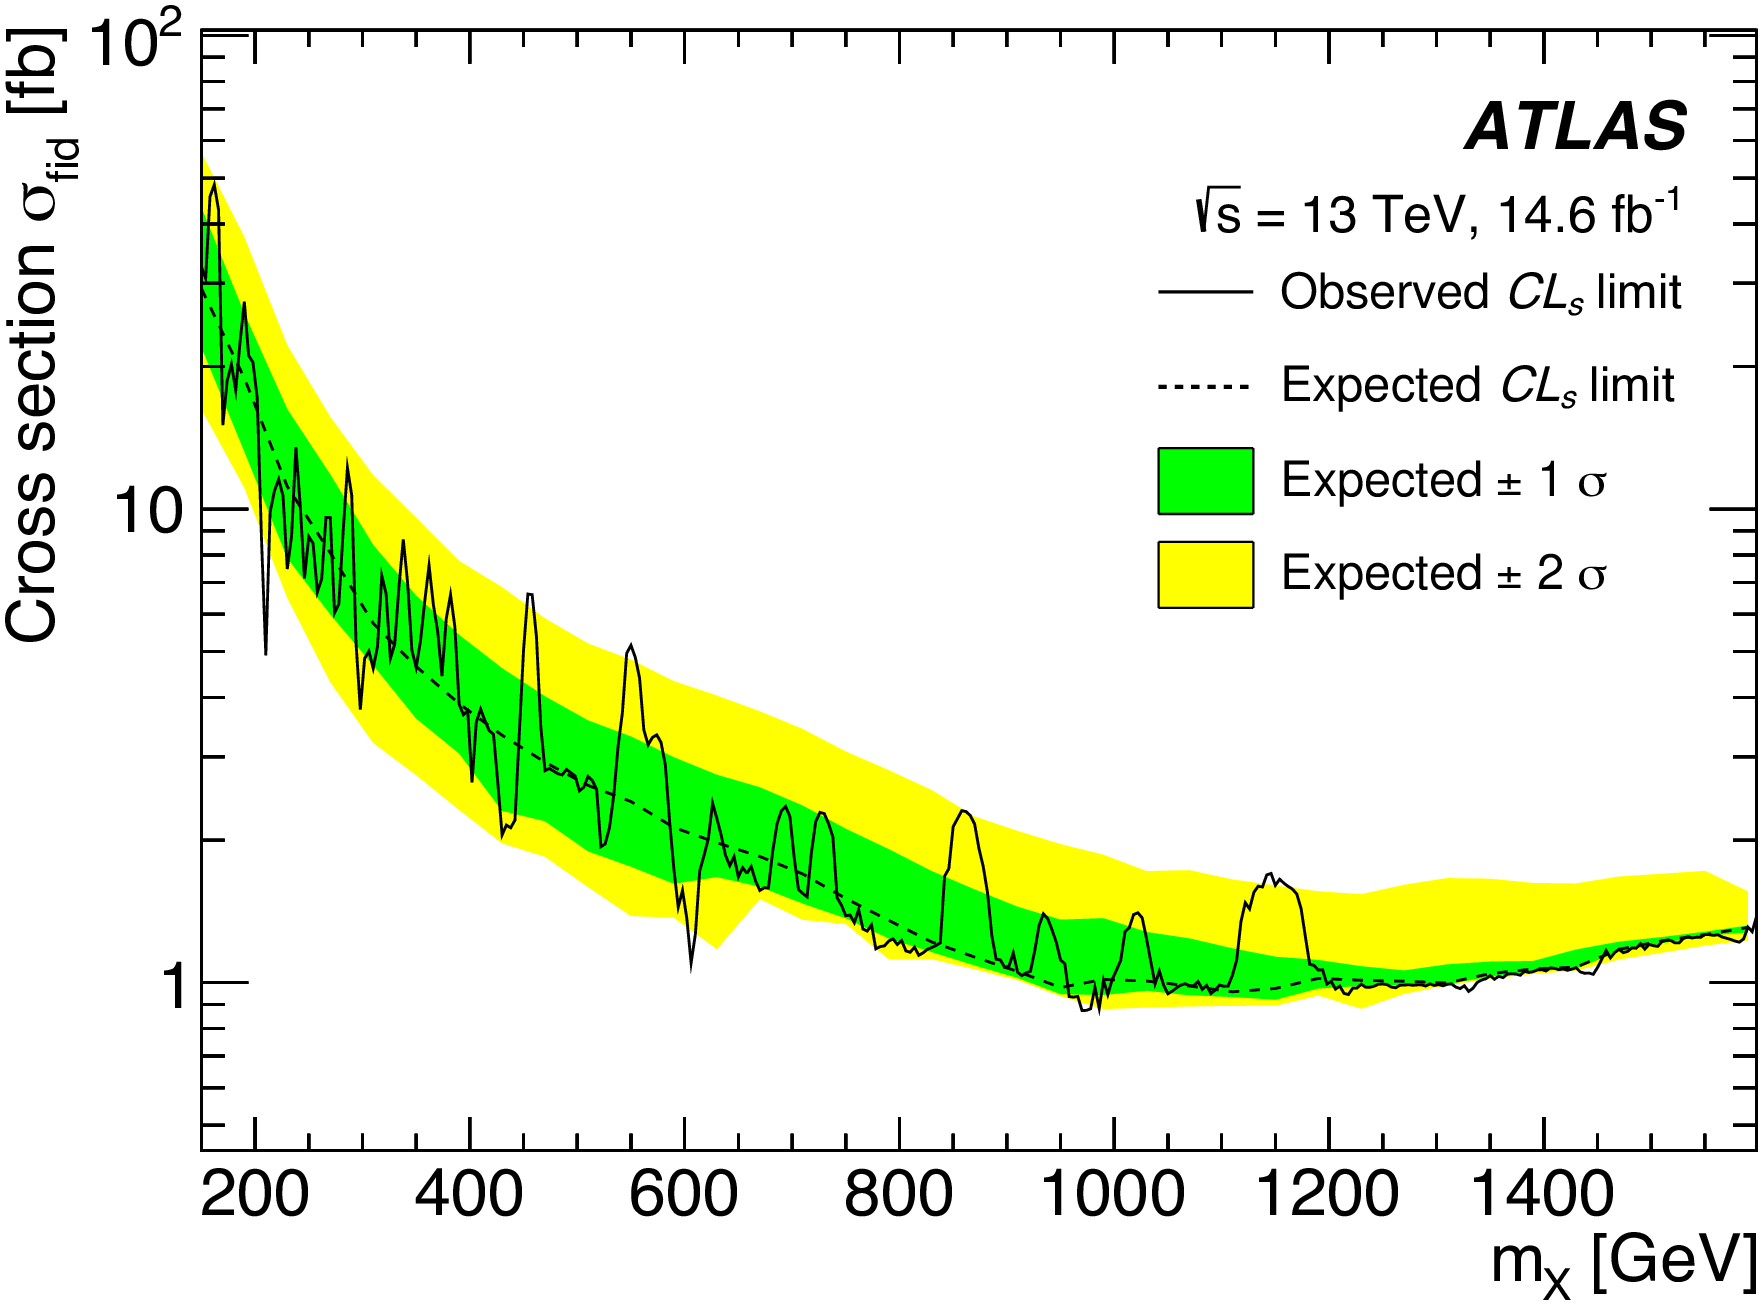 Cross section σfid [fb]
10²
10
1
ATLAS
√s = 13 TeV, 14.6 fb⁻¹
Observed CLs limit
Expected CLs limit
Expected ± 1 σ
Expected ± 2 σ
200 400 600 800 1000 1200 1400
mX [GeV]